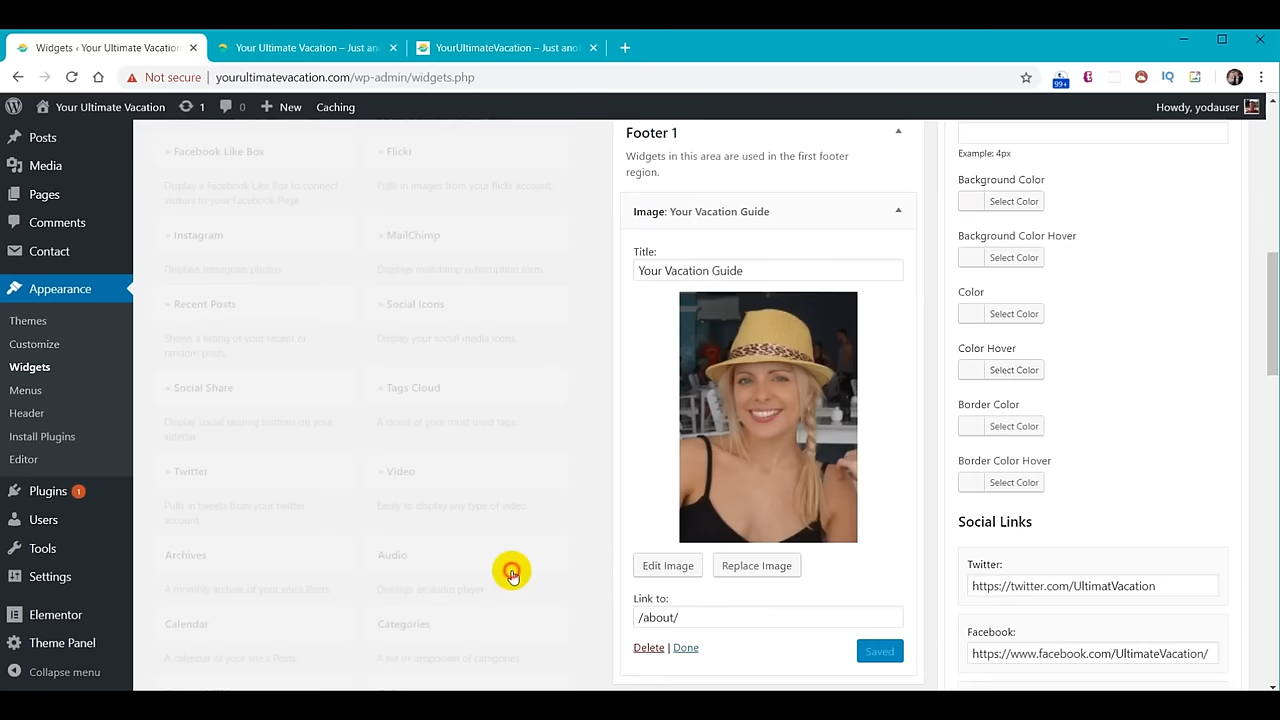 Widgets ‹ Your Ultimate Vacation
Your Ultimate Vacation – Just an
YourUltimateVacation – Just ano
Not secure
yourultimatevacation.com/wp-admin/widgets.php
99+
IQ
Your Ultimate Vacation
1
0
New
Caching
Howdy, yodauser
Posts
Media
Pages
Comments
Contact
Appearance
Themes
Customize
Widgets
Menus
Header
Install Plugins
Editor
Plugins 1
Users
Tools
Settings
Elementor
Theme Panel
Collapse menu
» Facebook Like Box
Display a Facebook Like Box to connect
visitors to your Facebook Page.
» Flickr
Pulls in images from your flickr account.
» Instagram
Displays Instagram photos.
» MailChimp
Displays mailchimp subscription form.
» Recent Posts
Shows a listing of your recent or
random posts.
» Social Icons
Display your social media icons.
» Social Share
Display social sharing buttons on your
sidebar.
» Tags Cloud
A cloud of your most used tags.
» Twitter
Pulls in tweets from your twitter
account.
» Video
Easily to display any type of video.
Archives
A monthly archive of your site's Posts.
Audio
Displays an audio player.
Calendar
A calendar of your site's Posts.
Categories
A list or dropdown of categories.
Footer 1
Widgets in this area are used in the first footer
region.
Image: Your Vacation Guide
Title:
Your Vacation Guide
Edit Image
Replace Image
Link to:
/about/
Delete | Done
Saved
Example: 4px
Background Color
Select Color
Background Color Hover
Select Color
Color
Select Color
Color Hover
Select Color
Border Color
Select Color
Border Color Hover
Select Color
Social Links
Twitter:
https://twitter.com/UltimatVacation
Facebook:
https://www.facebook.com/UltimateVacation/